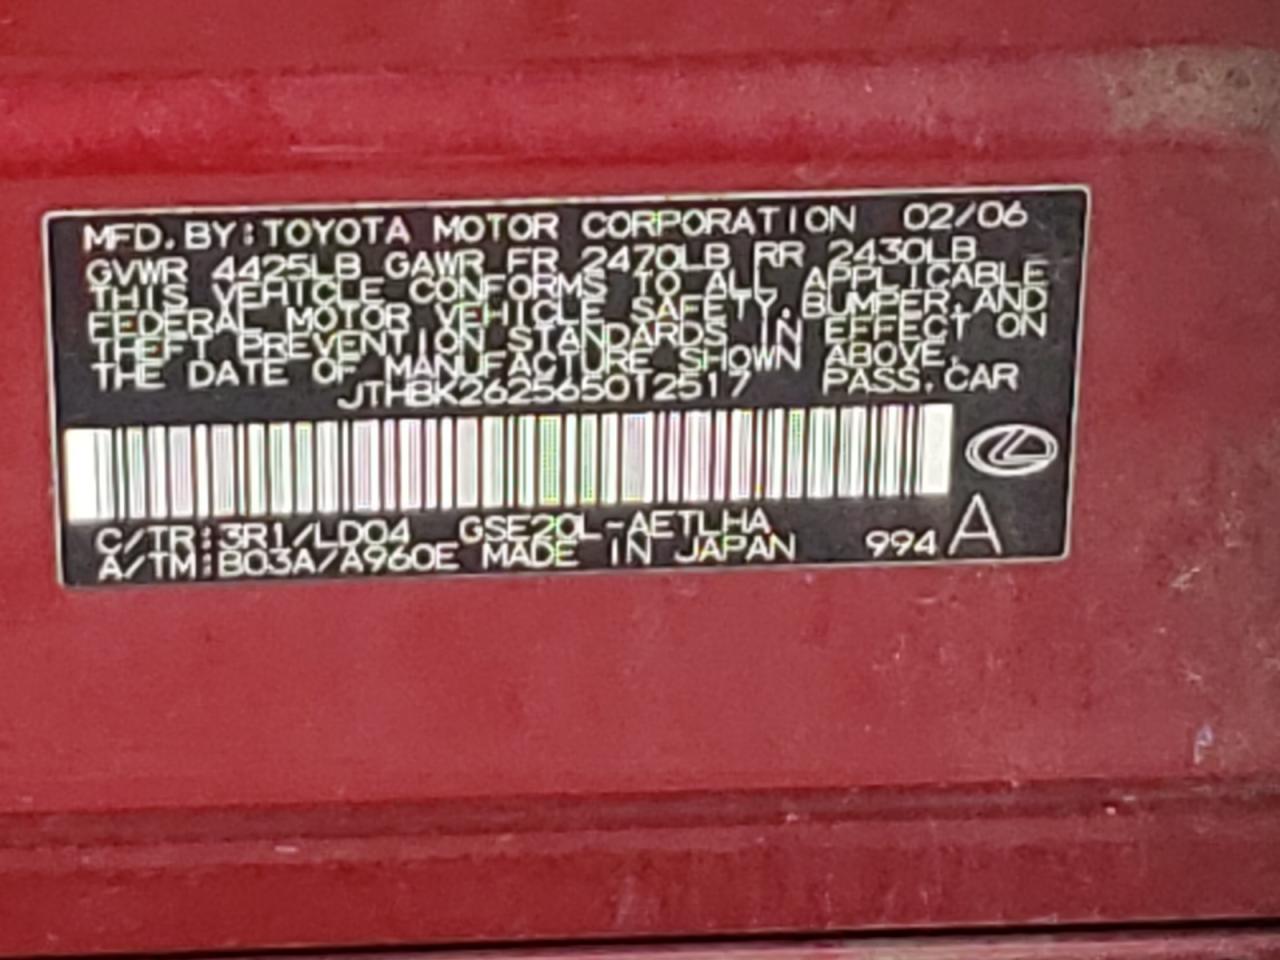 MFD. BY: TOYOTA MOTOR CORPORATION 02/06
GVWR 4425LB GAWR FR 2470LB RR 2430LB
THIS VEHICLE CONFORMS TO ALL APPLICABLE
FEDERAL MOTOR VEHICLE SAFETY, BUMPER, AND
THEFT PREVENTION STANDARDS IN EFFECT ON
THE DATE OF MANUFACTURE SHOWN ABOVE.
JTHBK262565012517 PASS. CAR
C/TR: 3R1/LD04 GSE20L-AETLHA
A/TM: B03A/A960E MADE IN JAPAN 994 A